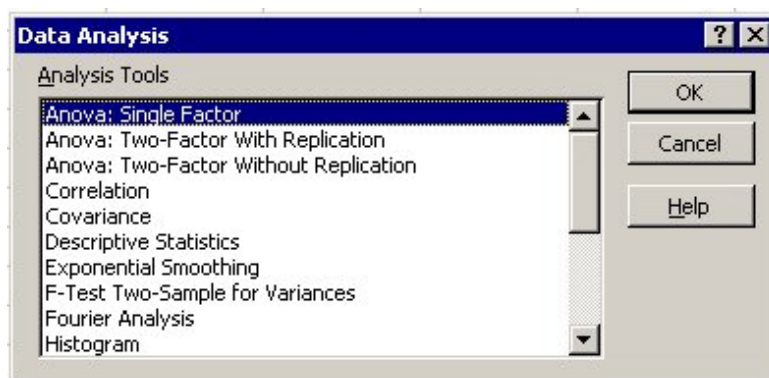 Data Analysis
Analysis Tools
Anova: Single Factor
Anova: Two-Factor With Replication
Anova: Two-Factor Without Replication
Correlation
Covariance
Descriptive Statistics
Exponential Smoothing
F-Test Two-Sample for Variances
Fourier Analysis
Histogram
OK
Cancel
Help